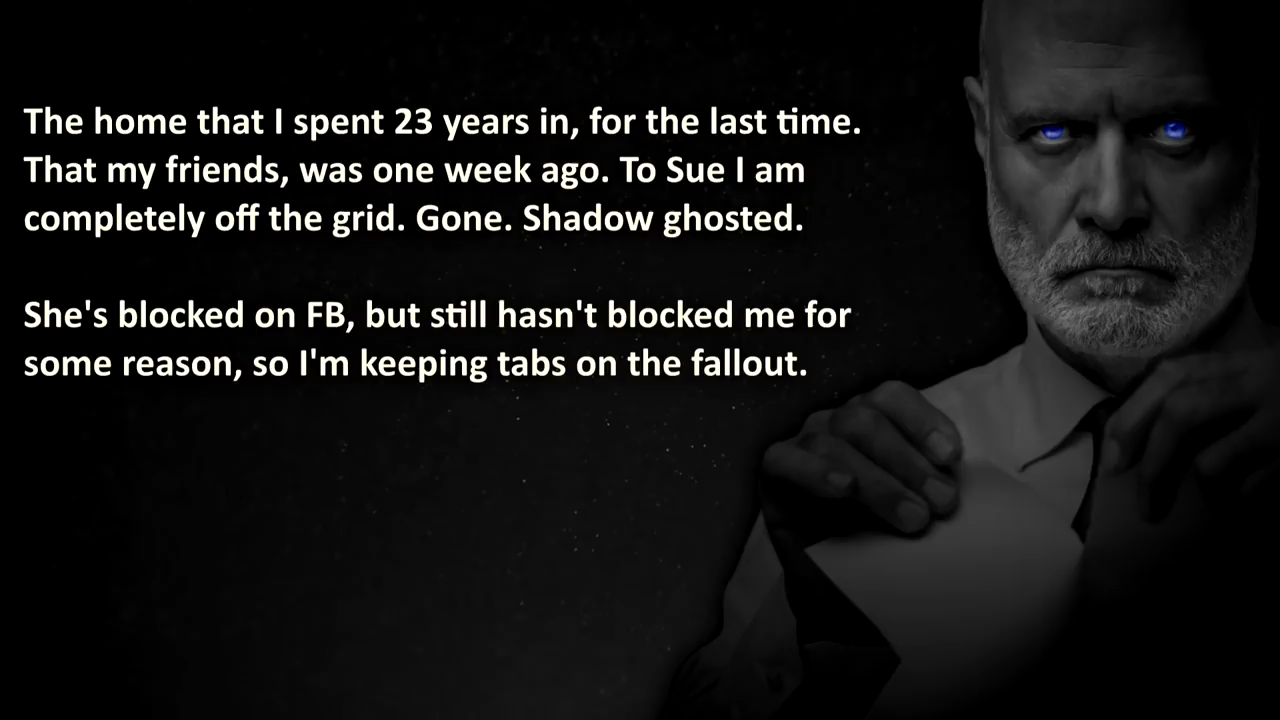 The home that I spent 23 years in, for the last time.
That my friends, was one week ago. To Sue I am
completely off the grid. Gone. Shadow ghosted.
She's blocked on FB, but still hasn't blocked me for
some reason, so I'm keeping tabs on the fallout.